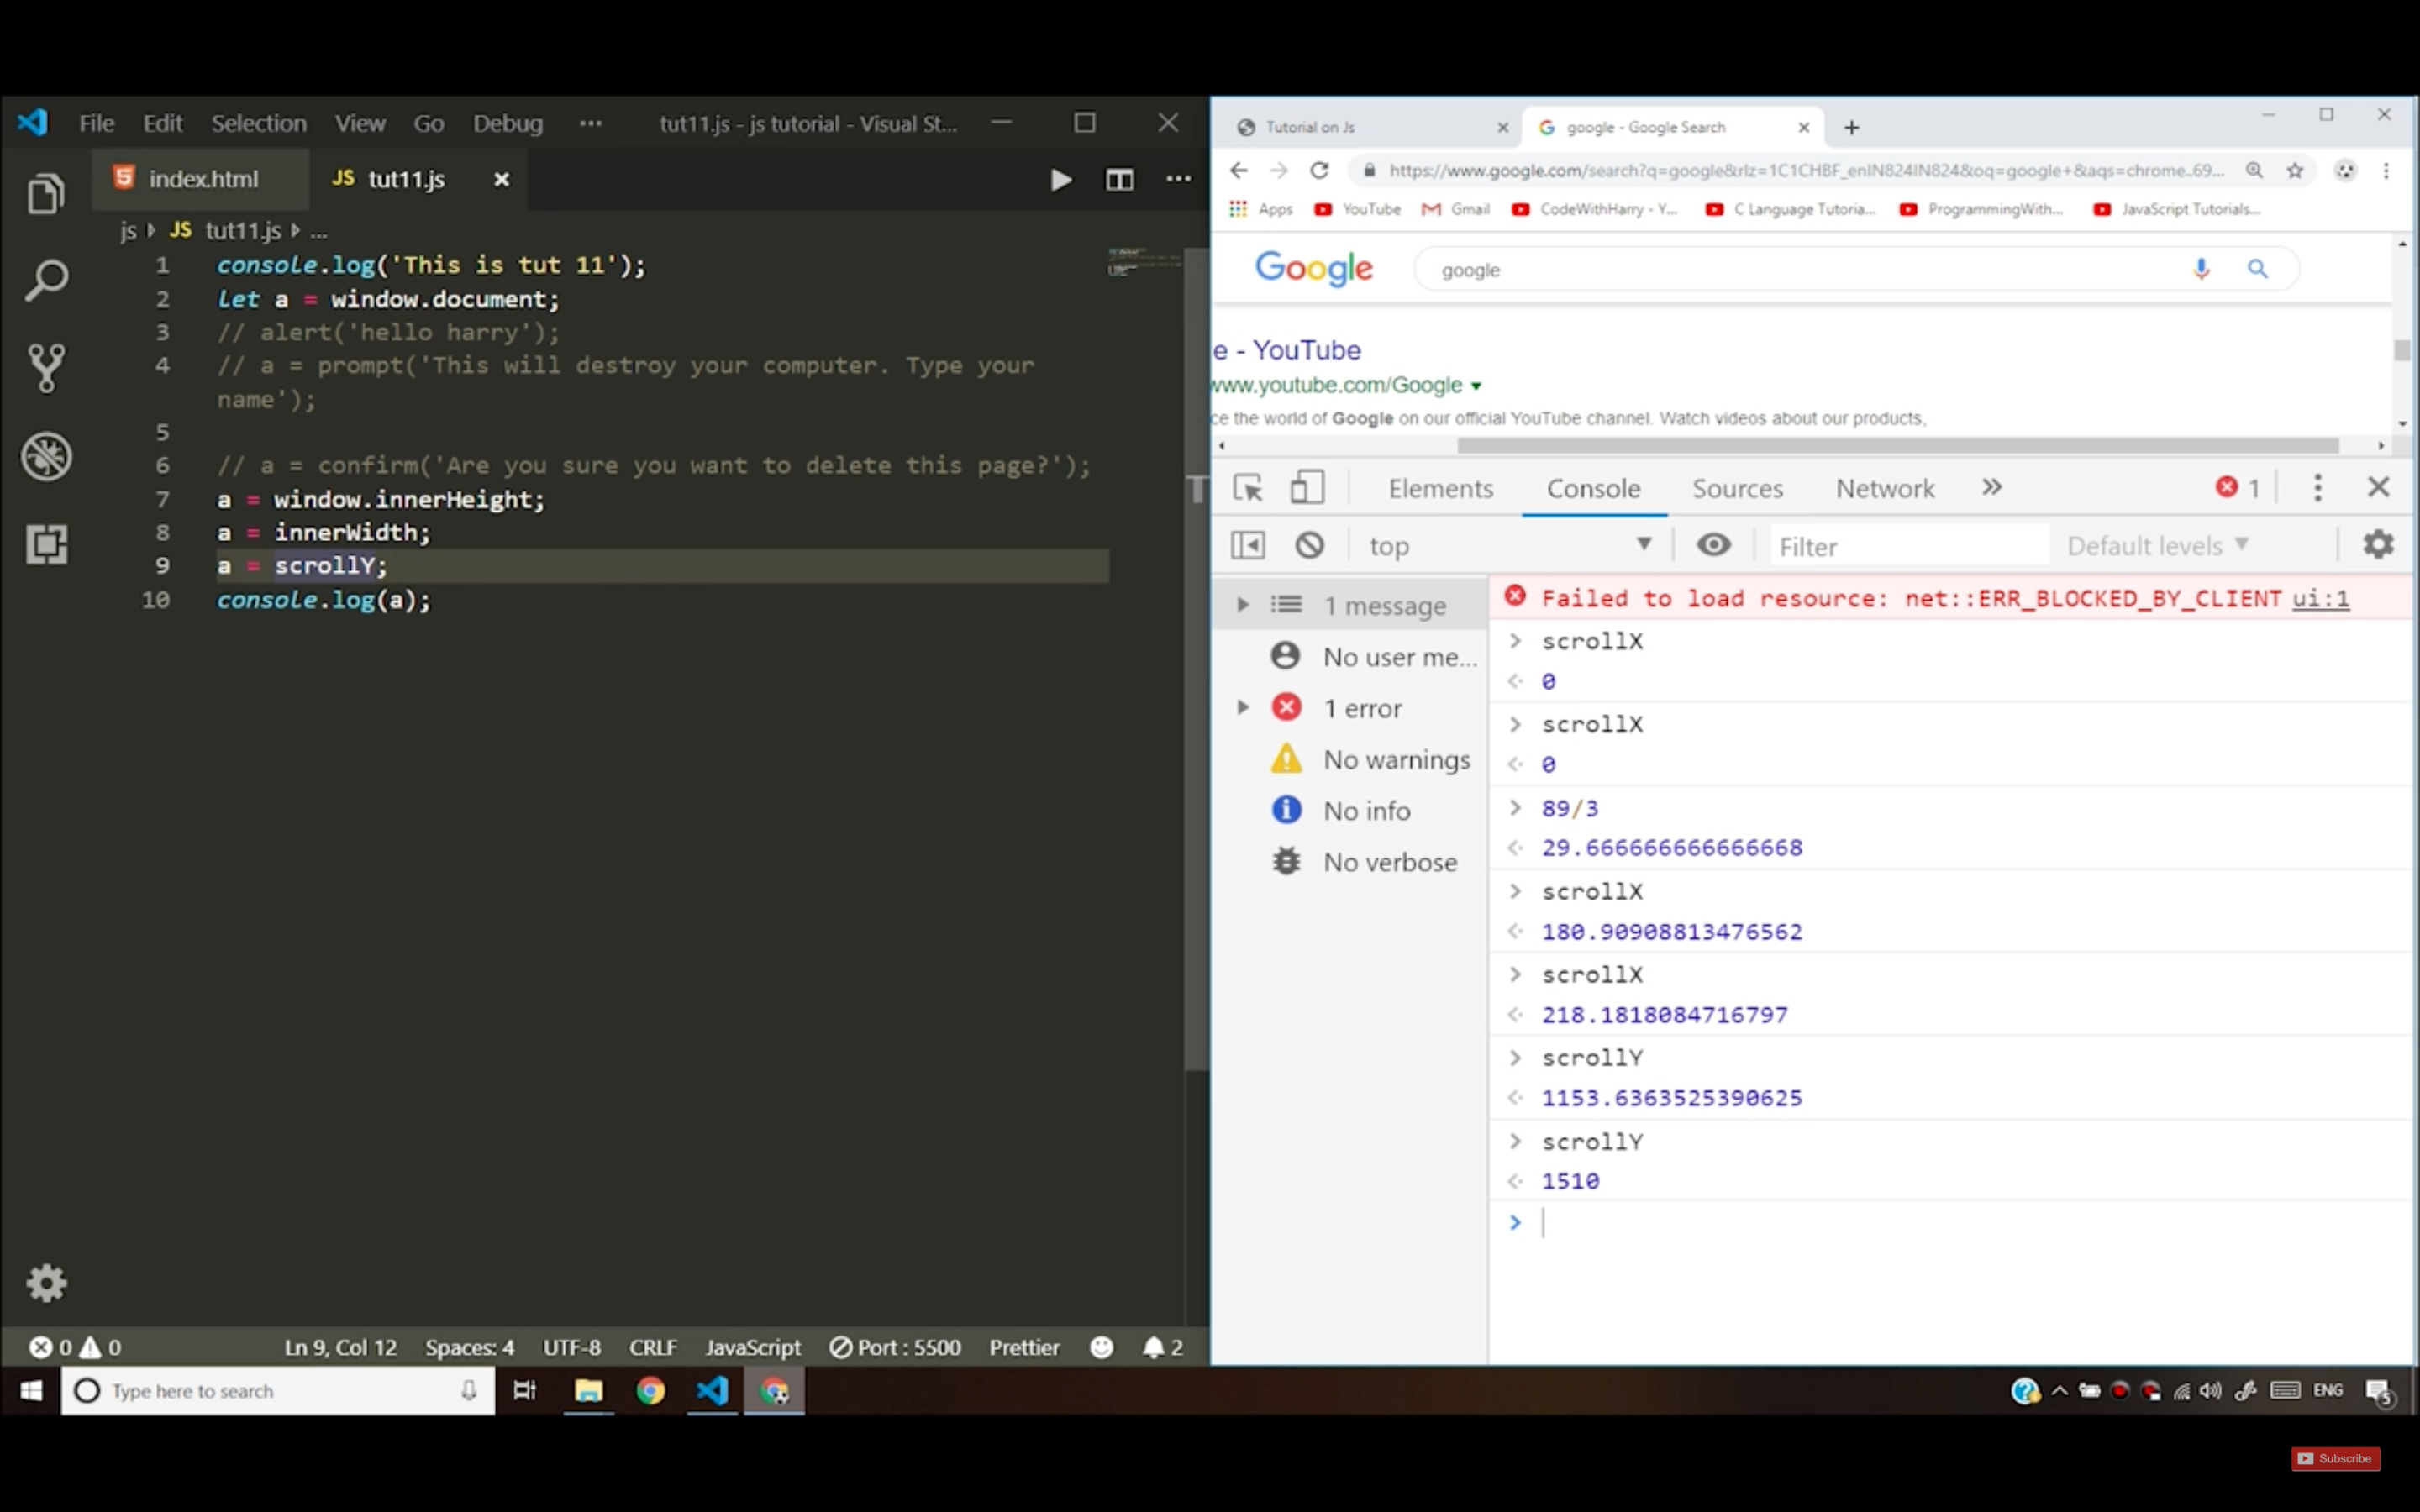 File Edit Selection View Go Debug ··· tut11.js - js tutorial - Visual St...
index.html JS tut11.js
js JS tut11.js ...
1 console.log('This is tut 11');
2 let a = window.document;
3 // alert('hello harry');
4 // a = prompt('This will destroy your computer. Type your
name');
5
6 // a = confirm('Are you sure you want to delete this page?');
7 a = window.innerHeight;
8 a = innerWidth;
9 a = scrollY;
10 console.log(a);
0 0 Ln 9, Col 12 Spaces: 4 UTF-8 CRLF JavaScript Port : 5500 Prettier 2
Tutorial on Js google - Google Search
https://www.google.com/search?q=google&rlz=1C1CHBF_enIN824IN824&oq=google+&aqs=chrome..69...
Apps YouTube Gmail CodeWithHarry - Y... C Language Tutoria... ProgrammingWith... JavaScript Tutorials...
Google google
e - YouTube
www.youtube.com/Google
ce the world of Google on our official YouTube channel. Watch videos about our products,
Elements Console Sources Network 1
top Filter Default levels
1 message
No user me...
1 error
No warnings
No info
No verbose
Failed to load resource: net::ERR_BLOCKED_BY_CLIENT ui:1
> scrollX
0
> scrollX
0
> 89/3
29.666666666666668
> scrollX
180.90908813476562
> scrollX
218.1818084716797
> scrollY
1153.6363525390625
> scrollY
1510
>
Type here to search ENG 5
Subscribe